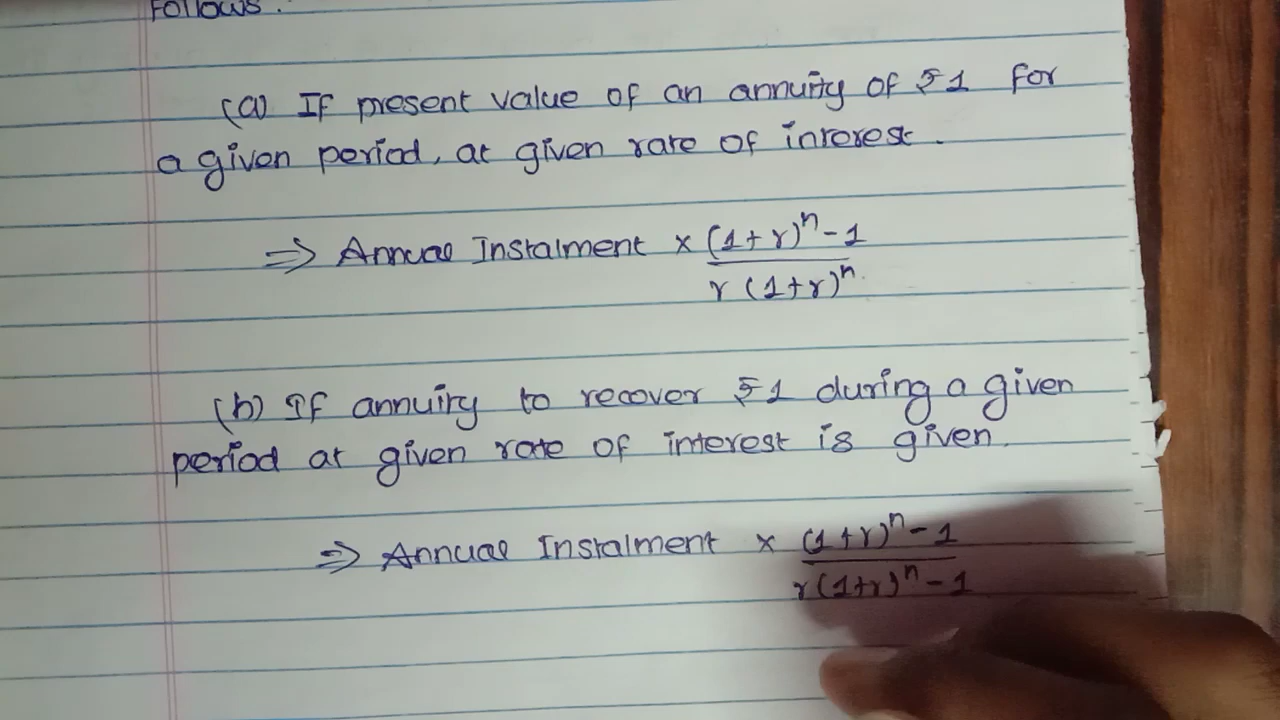 Follows.
(a) If present value of an annuity of ₹1 for
a given period, at given rate of interest.
⇒ Annual Instalment × (1+r)ⁿ-1
r(1+r)ⁿ
(b) If annuity to recover ₹1 during a given
period at given rate of interest is given.
⇒ Annual Instalment × (1+r)ⁿ-1
r(1+r)ⁿ-1